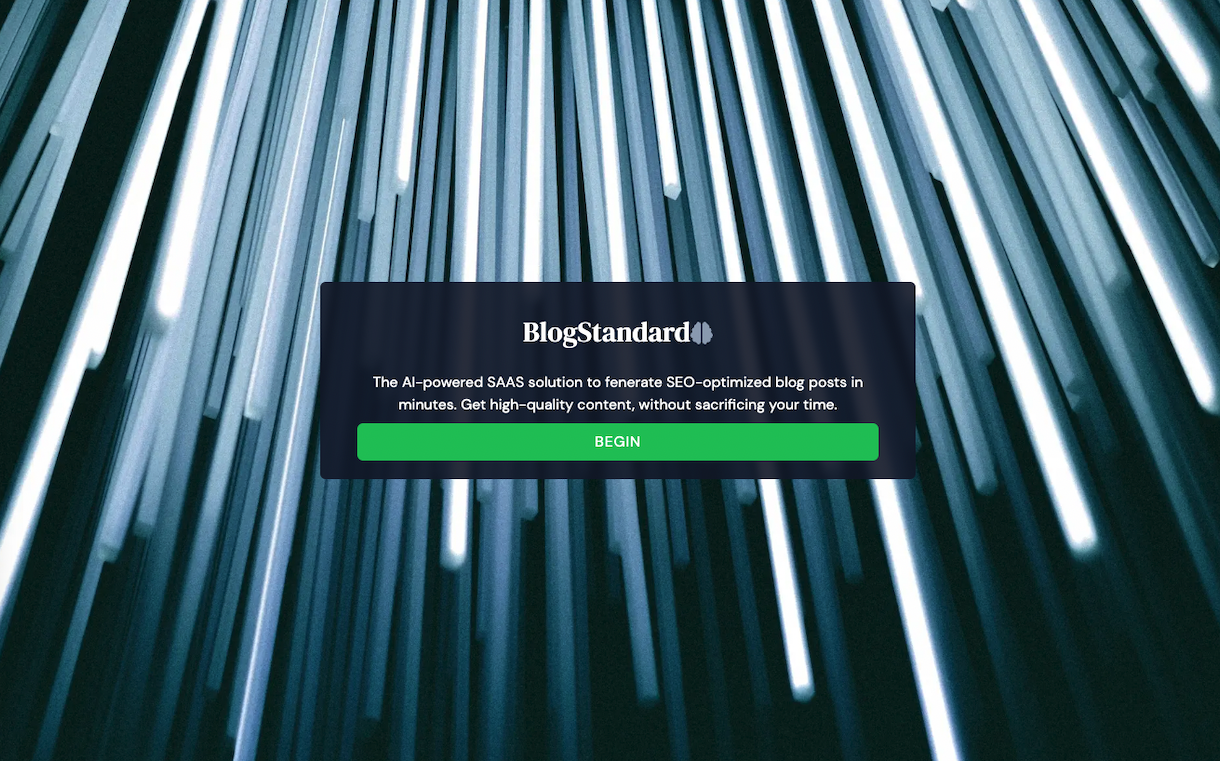 BlogStandard
The AI-powered SAAS solution to fenerate SEO-optimized blog posts in
minutes. Get high-quality content, without sacrificing your time.
BEGIN